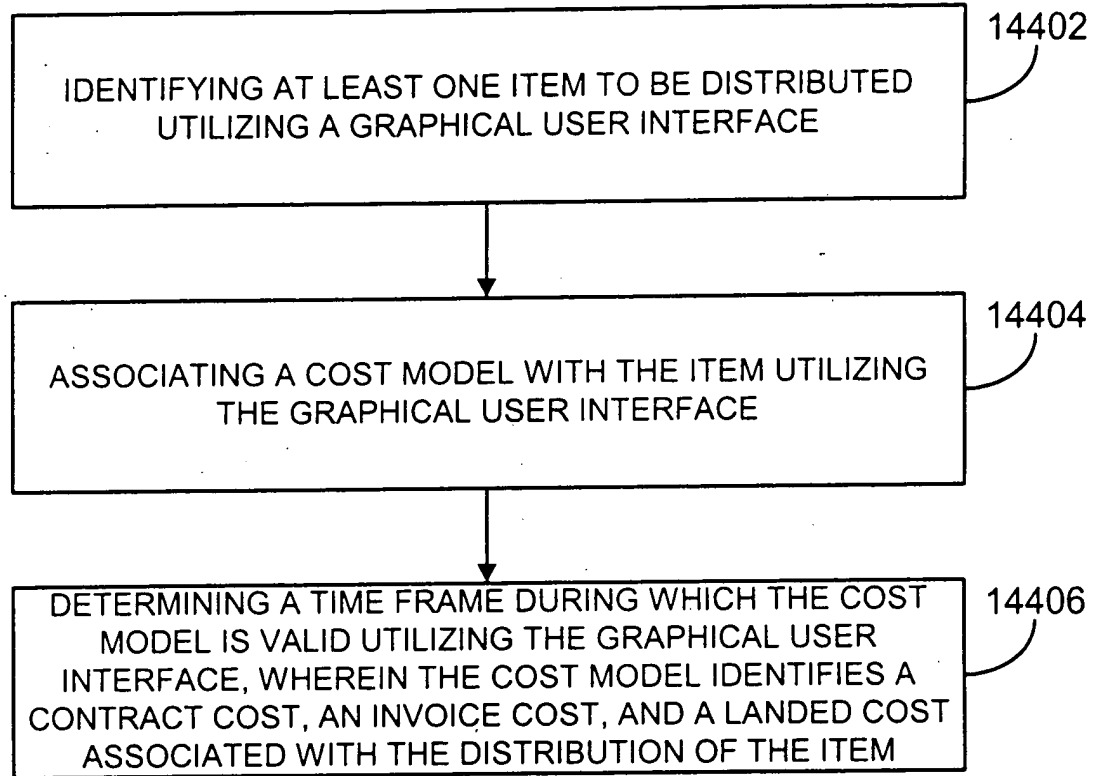 14402
IDENTIFYING AT LEAST ONE ITEM TO BE DISTRIBUTED
UTILIZING A GRAPHICAL USER INTERFACE
14404
ASSOCIATING A COST MODEL WITH THE ITEM UTILIZING
THE GRAPHICAL USER INTERFACE
14406
DETERMINING A TIME FRAME DURING WHICH THE COST
MODEL IS VALID UTILIZING THE GRAPHICAL USER
INTERFACE, WHEREIN THE COST MODEL IDENTIFIES A
CONTRACT COST, AN INVOICE COST, AND A LANDED COST
ASSOCIATED WITH THE DISTRIBUTION OF THE ITEM